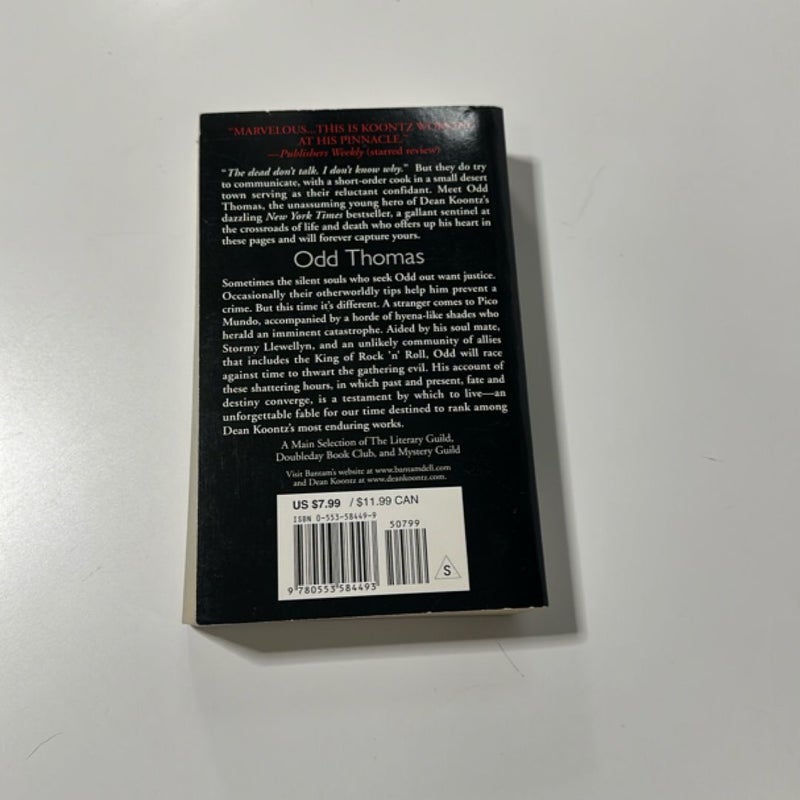 "MARVELOUS...THIS IS KOONTZ WORKING
AT HIS PINNACLE."
—Publishers Weekly (starred review)
"The dead don't talk. I don't know why." But they do try
to communicate, with a short-order cook in a small desert
town serving as their reluctant confidant. Meet Odd
Thomas, the unassuming young hero of Dean Koontz's
dazzling New York Times bestseller, a gallant sentinel at
the crossroads of life and death who offers up his heart in
these pages and will forever capture yours.
Odd Thomas
Sometimes the silent souls who seek Odd out want justice.
Occasionally their otherworldly tips help him prevent a
crime. But this time it's different. A stranger comes to Pico
Mundo, accompanied by a horde of hyena-like shades who
herald an imminent catastrophe. Aided by his soul mate,
Stormy Llewellyn, and an unlikely community of allies
that includes the King of Rock 'n' Roll, Odd will race
against time to thwart the gathering evil. His account of
these shattering hours, in which past and present, fate and
destiny converge, is a testament by which to live—an
unforgettable fable for our time destined to rank among
Dean Koontz's most enduring works.
A Main Selection of The Literary Guild,
Doubleday Book Club, and Mystery Guild
Visit Bantam's website at www.bantamdell.com
and Dean Koontz at www.deankoontz.com.
US $7.99 / $11.99 CAN
ISBN 0-553-58449-9
50799
S
9 780553 584493